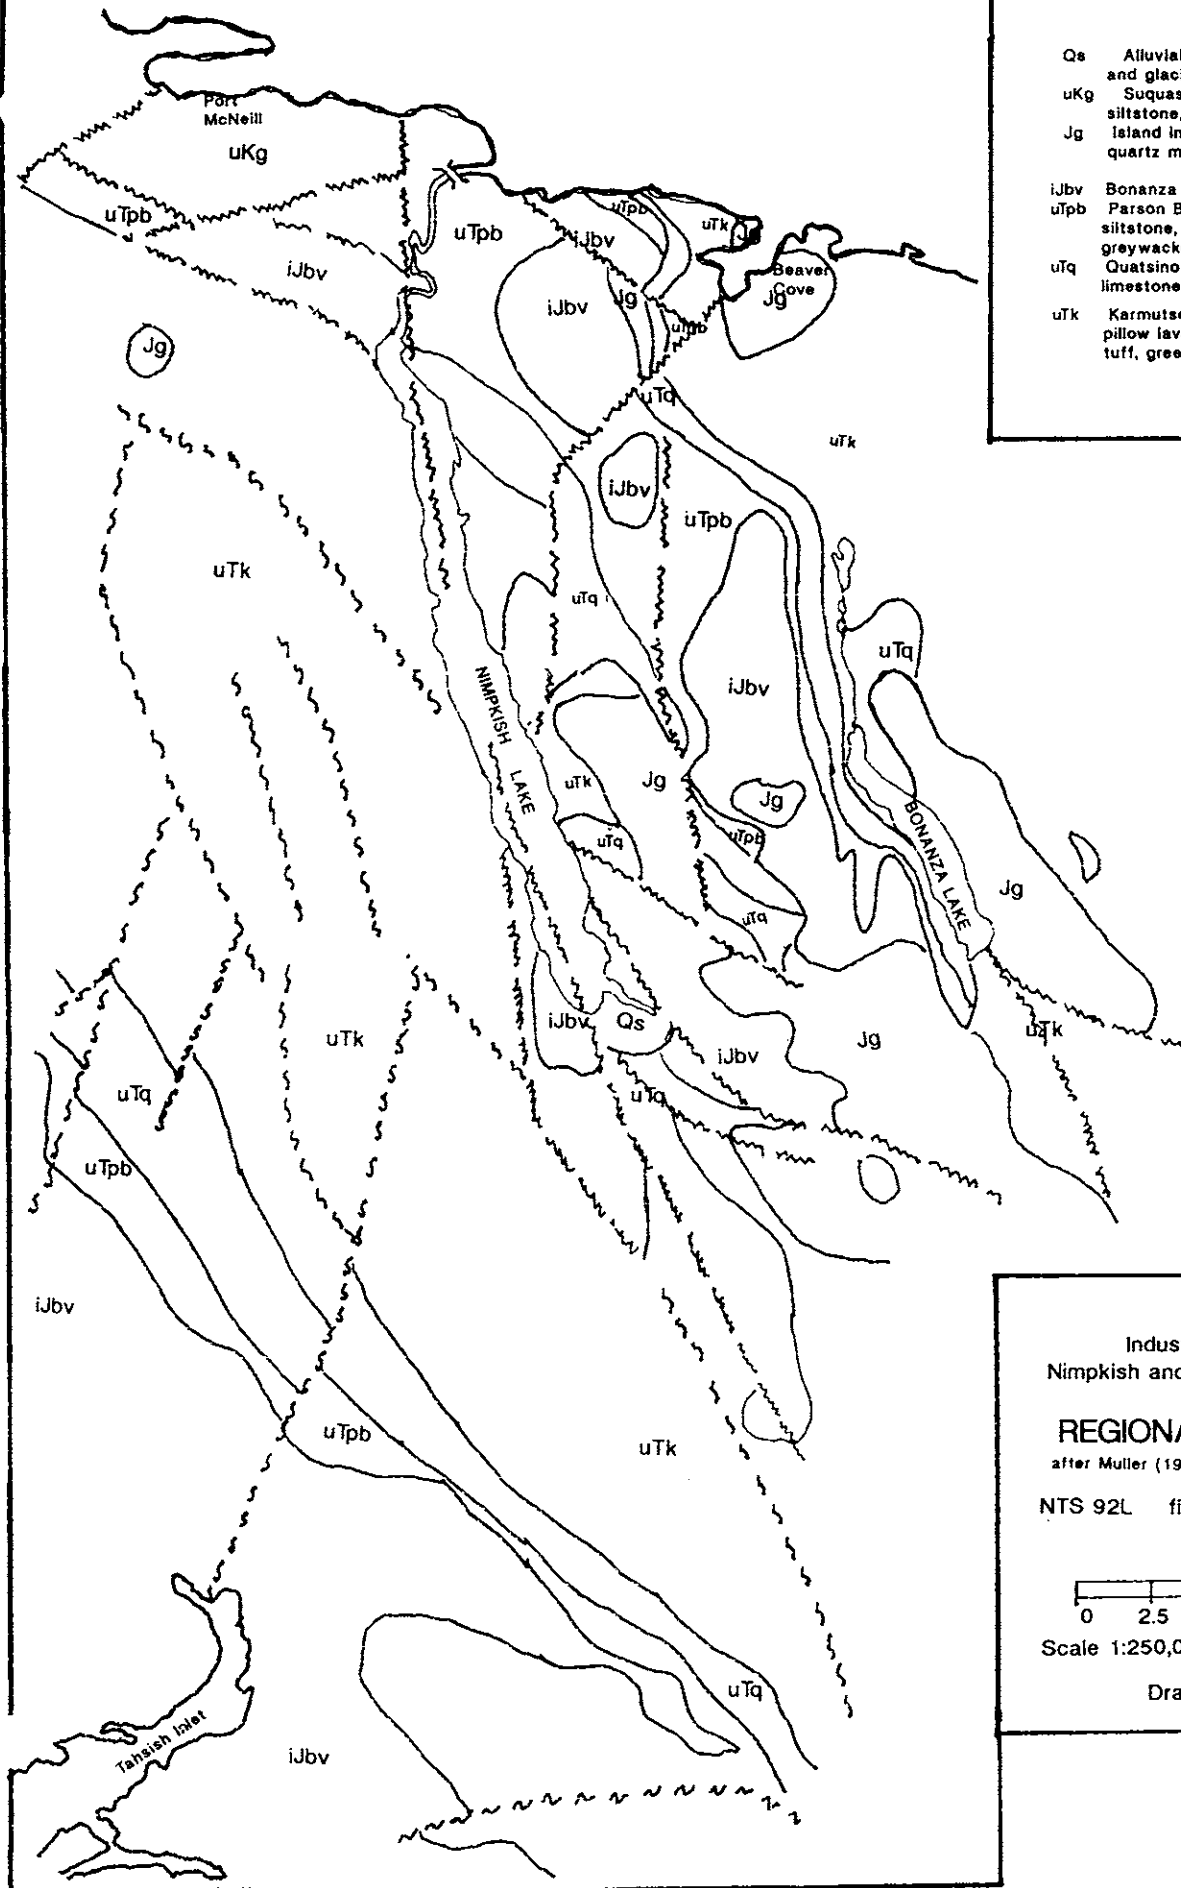 Qs Alluvial
and glac
uKg Suquas
siltstone,
Jg Island In
quartz m
iJbv Bonanza
uTpb Parson B
siltstone,
greywack
uTq Quatsino
limestone
uTk Karmuts
pillow lav
tuff, gree
Port
McNeill
uKg
uTpb
iJbv
uTpb
uTpb
iJbv
uTk
Jg
Beaver
Cove
Jg
iJbv
Jg
uTpb
Jg
uTq
uTk
iJbv
uTpb
uTk
uTq
uTq
iJbv
NIMPKISH LAKE
uTk
Jg
Jg
uTq
uTpb
BONANZA LAKE
Jg
uTq
iJbv
Qs
iJbv
Jg
uTk
uTk
uTq
uTq
uTpb
iJbv
uTpb
uTk
uTq
iJbv
Tahsish Inlet
Indus
Nimpkish and
REGIONA
after Muller (19
NTS 92L fi
0 2.5
Scale 1:250,0
Dra